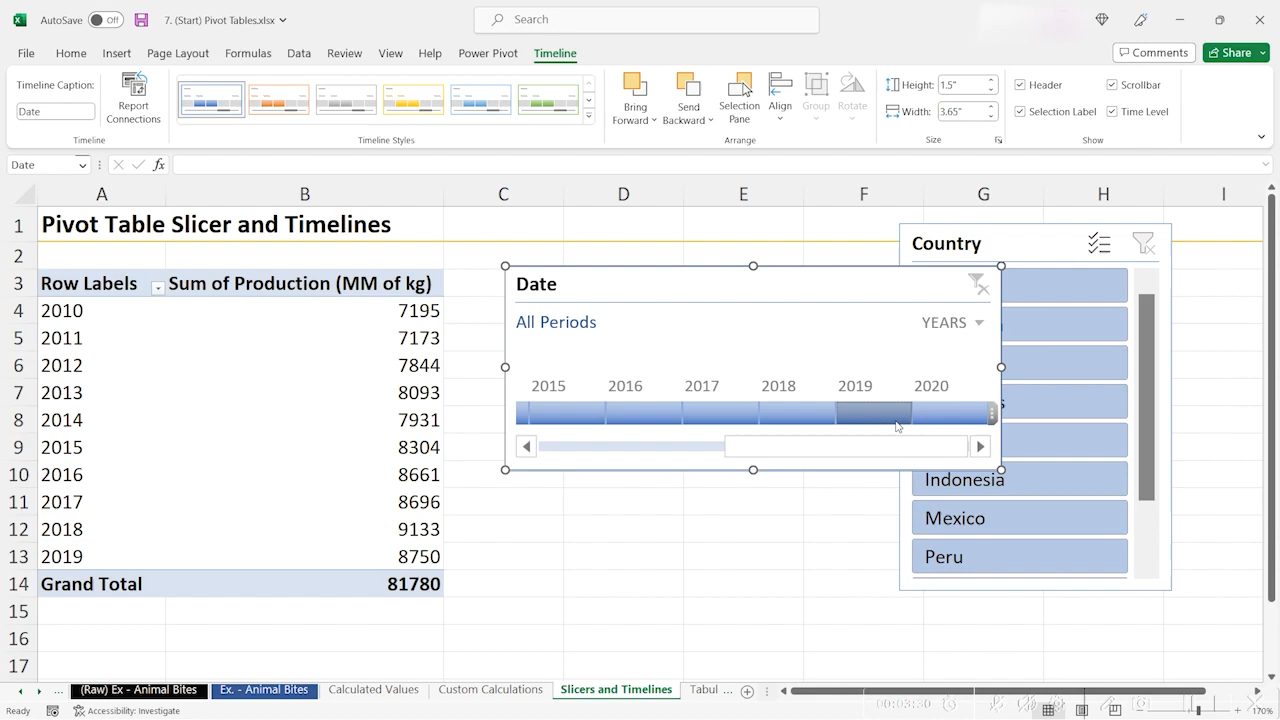 AutoSave Off 7. (Start) Pivot Tables.xlsx Search
File Home Insert Page Layout Formulas Data Review View Help Power Pivot Timeline Comments Share
Timeline Caption:
Date
Report
Connections
Timeline
Timeline Styles
Bring
Forward
Send
Backward
Selection
Pane
Align
Group
Rotate
Arrange
Height: 1.5"
Width: 3.65"
Size
Header Scrollbar
Selection Label Time Level
Show
Date fx
A B C D E F G H I
1 Pivot Table Slicer and Timelines
2
3 Row Labels Sum of Production (MM of kg)
4 2010 7195
5 2011 7173
6 2012 7844
7 2013 8093
8 2014 7931
9 2015 8304
10 2016 8661
11 2017 8696
12 2018 9133
13 2019 8750
14 Grand Total 81780
15
16
17
Date
All Periods YEARS
2015 2016 2017 2018 2019 2020
Country
Indonesia
Mexico
Peru
... (Raw) Ex - Animal Bites Ex. - Animal Bites Calculated Values Custom Calculations Slicers and Timelines Tabul ...
Ready Accessibility: Investigate 00:03:30 170%